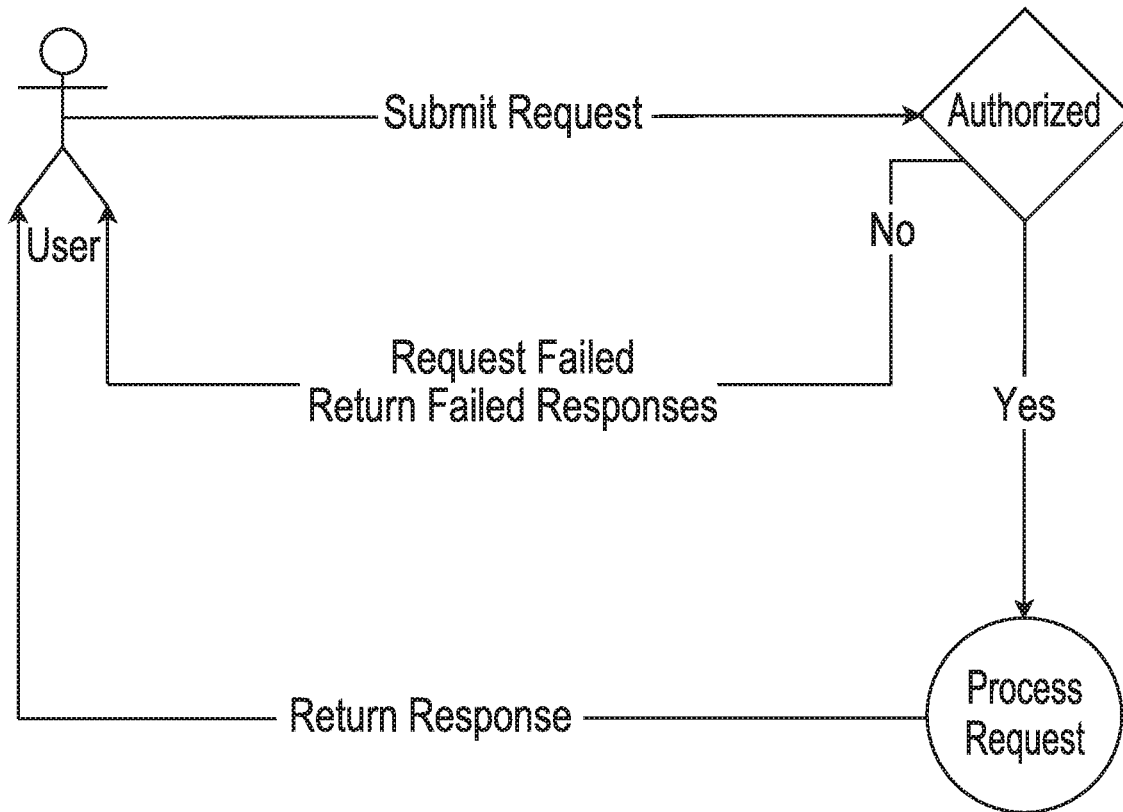 Submit Request
Authorized
User
No
Request Failed
Return Failed Responses
Yes
Process
Request
Return Response